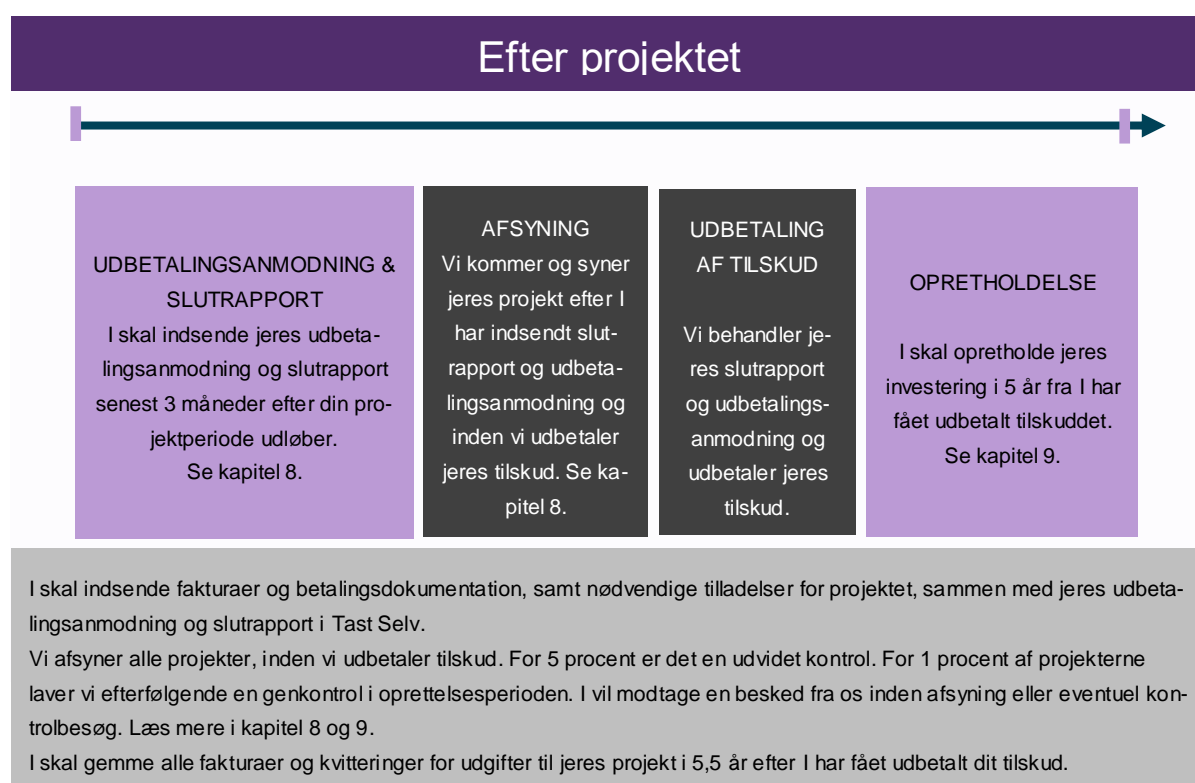 Efter projektet
UDBETALINGSANMODNING &
SLUTRAPPORT
I skal indsende jeres udbeta-
lingsanmodning og slutrapport
senest 3 måneder efter din pro-
jektperiode udløber.
Se kapitel 8.
AFSYNING
Vi kommer og syner
jeres projekt efter I
har indsendt slut-
rapport og udbeta-
lingsanmodning og
inden vi udbetaler
jeres tilskud. Se ka-
pitel 8.
UDBETALING
AF TILSKUD
Vi behandler je-
res slutrapport
og udbetalings-
anmodning og
udbetaler jeres
tilskud.
OPRETHOLDELSE
I skal opretholde jeres
investering i 5 år fra I har
fået udbetalt tilskuddet.
Se kapitel 9.
I skal indsende fakturaer og betalingsdokumentation, samt nødvendige tilladelser for projektet, sammen med jeres udbeta-
lingsanmodning og slutrapport i Tast Selv.
Vi afsyner alle projekter, inden vi udbetaler tilskud. For 5 procent er det en udvidet kontrol. For 1 procent af projekterne
laver vi efterfølgende en genkontrol i oprettelsesperioden. I vil modtage en besked fra os inden afsyning eller eventuel kon-
trolbesøg. Læs mere i kapitel 8 og 9.
I skal gemme alle fakturaer og kvitteringer for udgifter til jeres projekt i 5,5 år efter I har fået udbetalt dit tilskud.